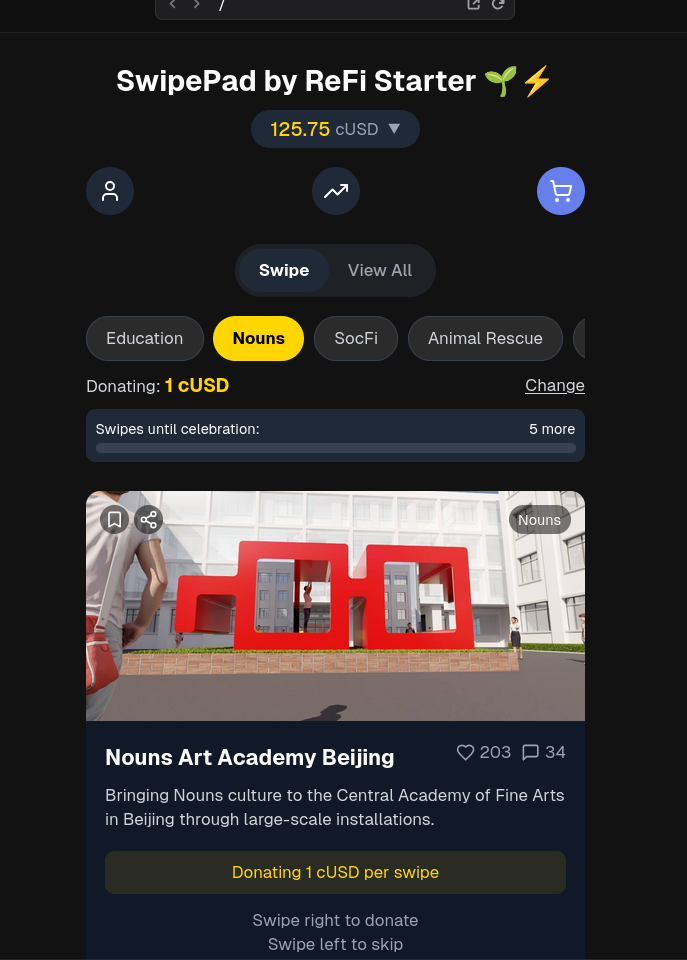 /
SwipePad by ReFi Starter 🌱⚡
125.75 cUSD ▼
Swipe View All
Education Nouns SocFi Animal Rescue
Donating: 1 cUSD Change
Swipes until celebration: 5 more
Nouns
Nouns Art Academy Beijing 203 34
Bringing Nouns culture to the Central Academy of Fine Arts
in Beijing through large-scale installations.
Donating 1 cUSD per swipe
Swipe right to donate
Swipe left to skip